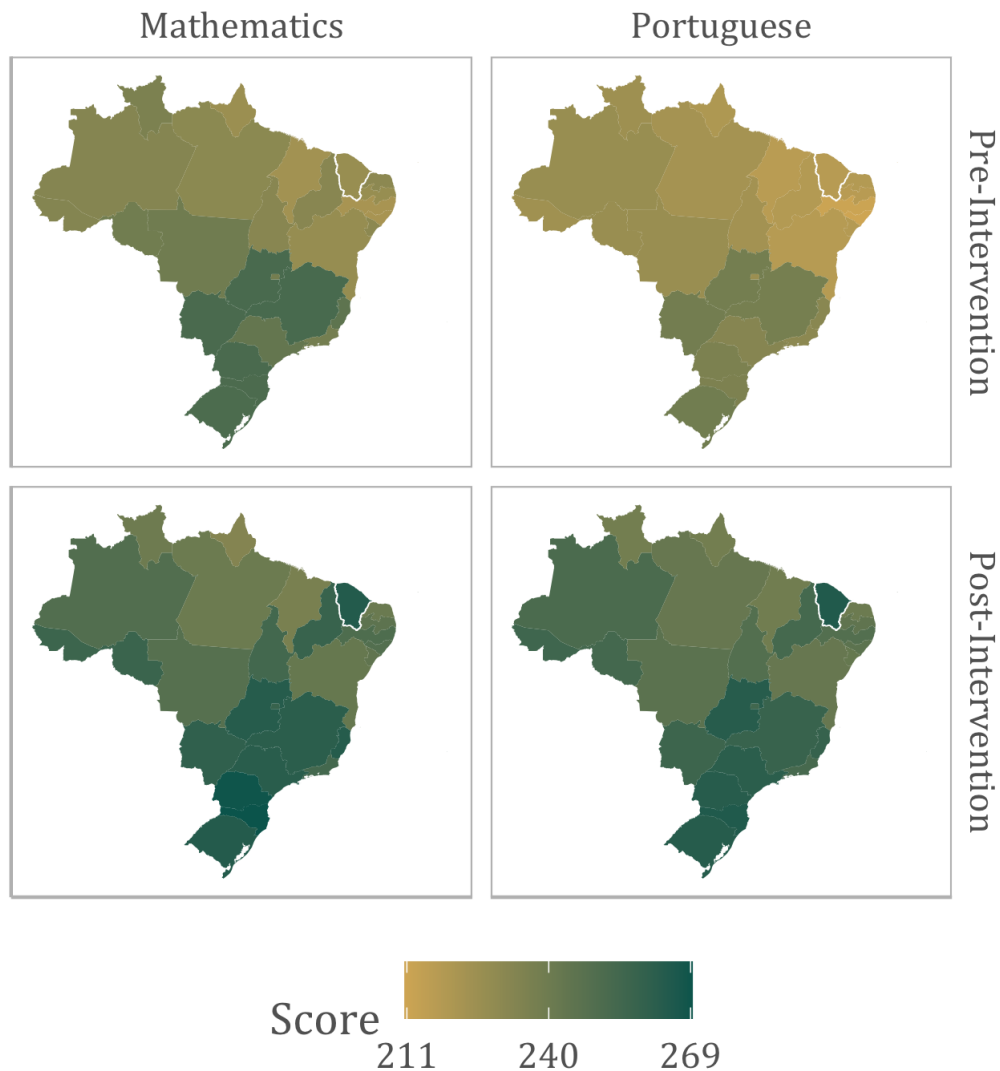 Mathematics
Portuguese
Pre-Intervention
Post-Intervention
Score
211
240
269